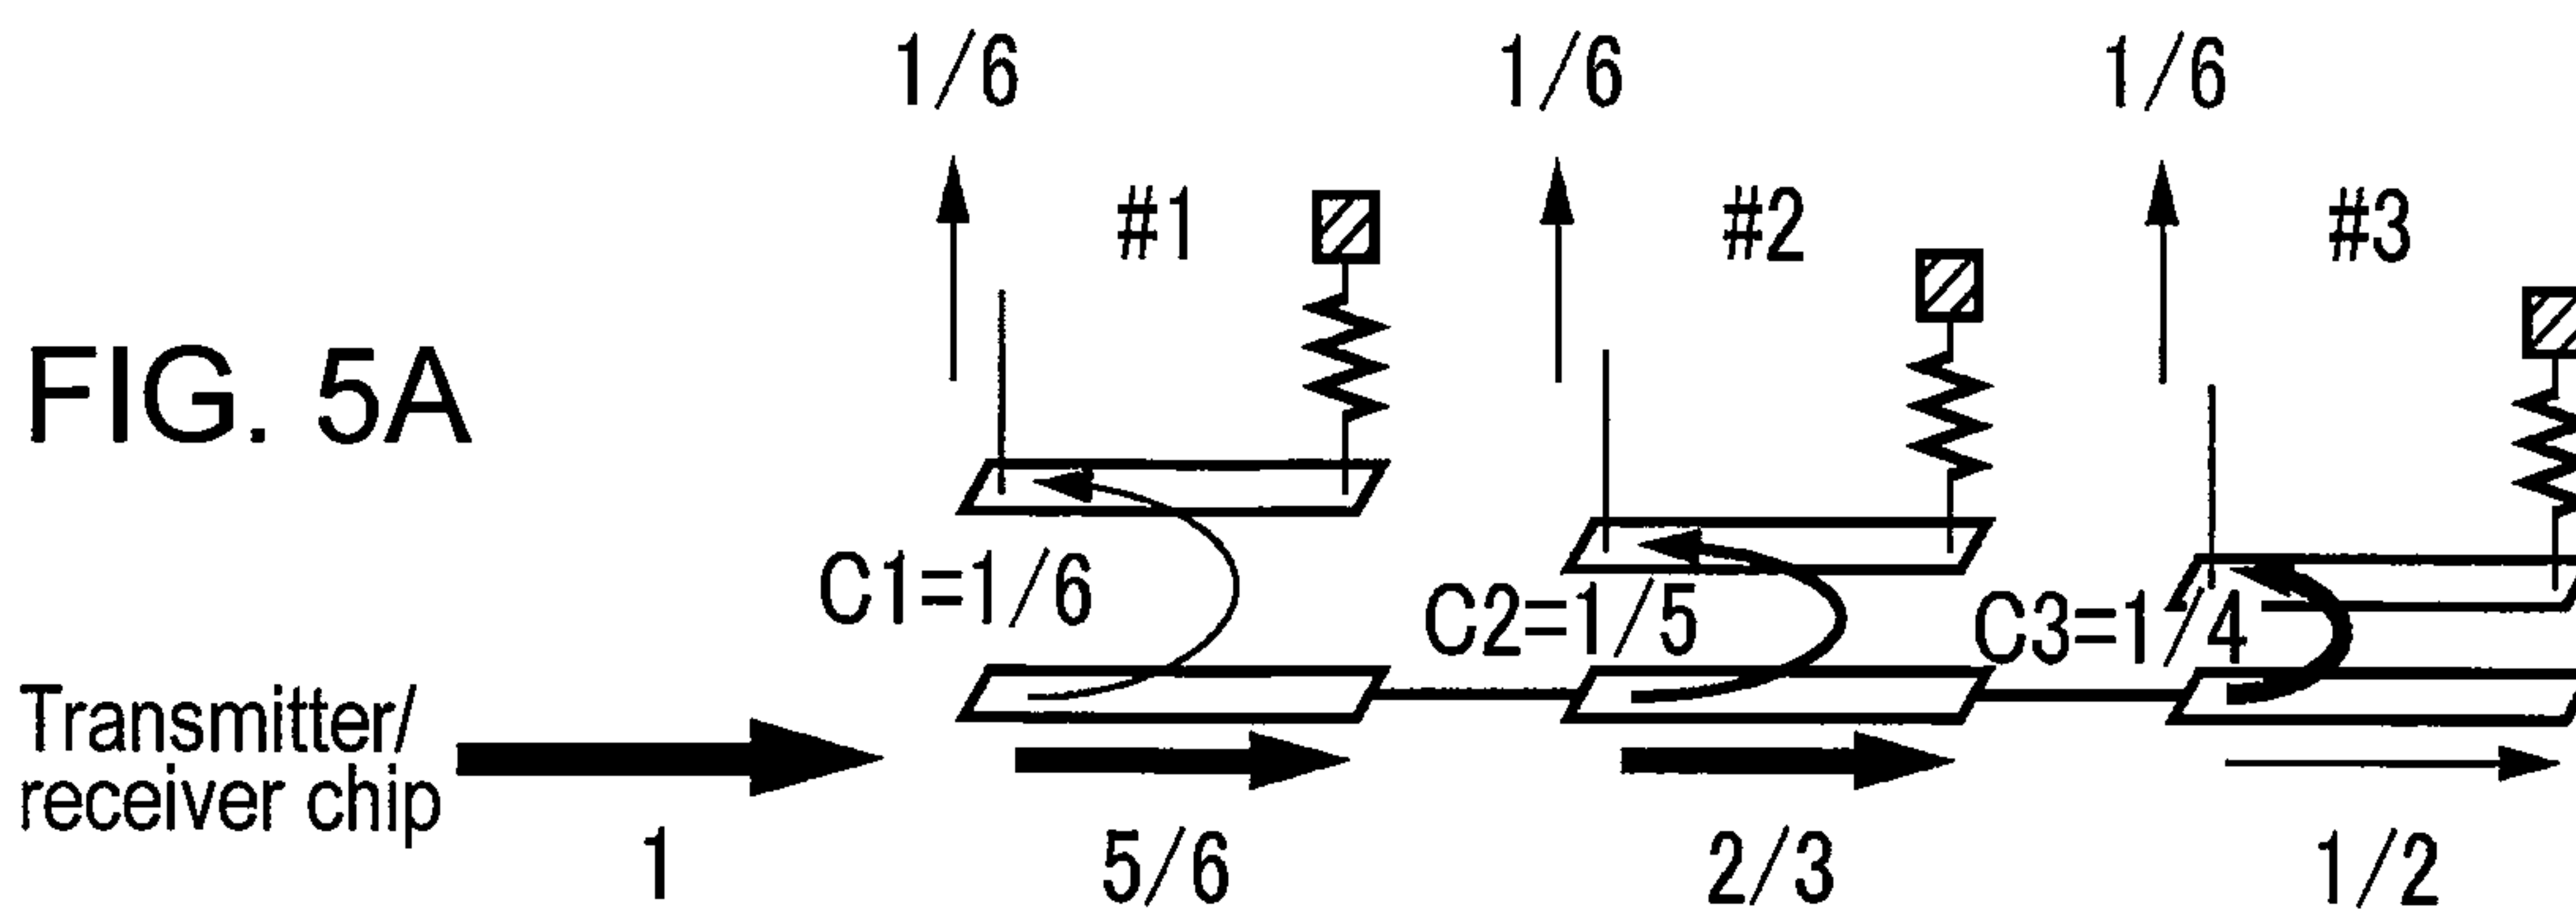 1/6
1/6
1/6
#1
#2
#3
FIG. 5A
C1=1/6
C2=1/5
C3=1/4
Transmitter/
receiver chip
1
5/6
2/3
1/2